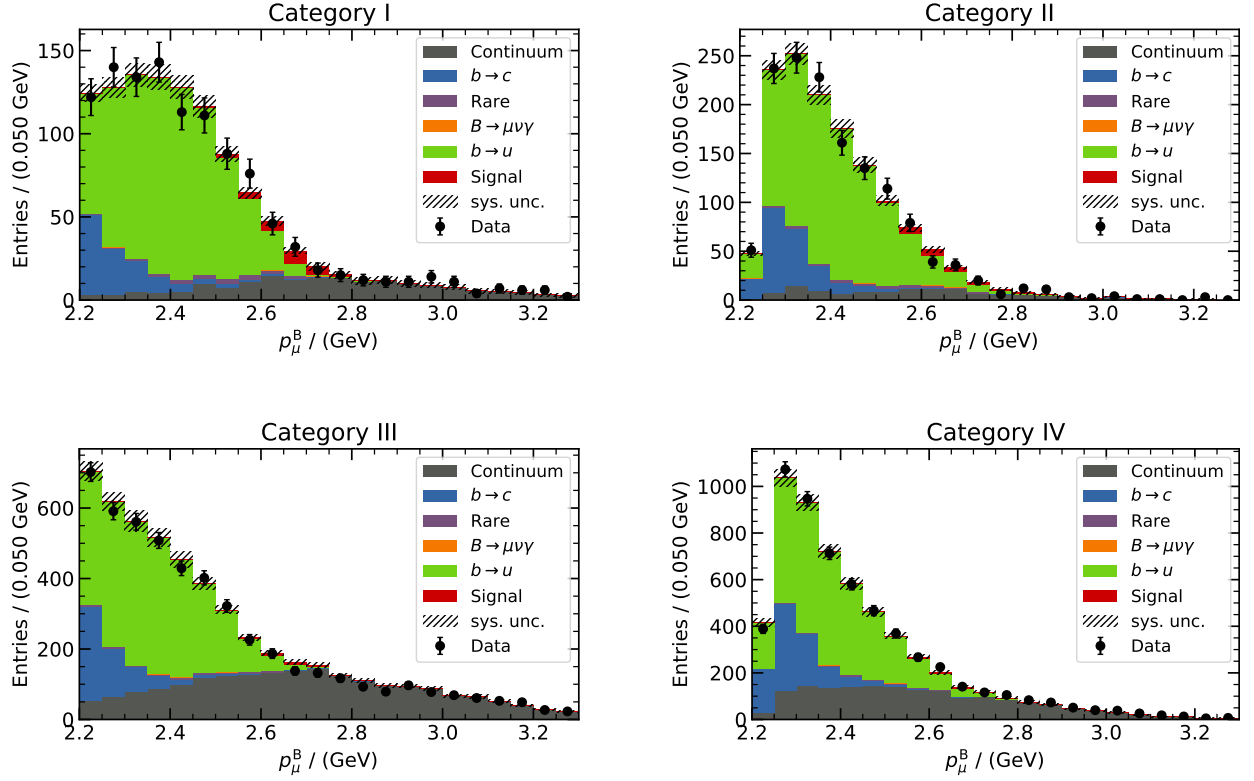 Category I
Entries / (0.050 GeV)
150
100
50
0
2.2 2.4 2.6 2.8 3.0 3.2
p_μ^B / (GeV)
Continuum
b→c
Rare
B→μνγ
b→u
Signal
sys. unc.
Data
Category II
Entries / (0.050 GeV)
250
200
150
100
50
0
2.2 2.4 2.6 2.8 3.0 3.2
p_μ^B / (GeV)
Continuum
b→c
Rare
B→μνγ
b→u
Signal
sys. unc.
Data
Category III
Entries / (0.050 GeV)
600
400
200
0
2.2 2.4 2.6 2.8 3.0 3.2
p_μ^B / (GeV)
Continuum
b→c
Rare
B→μνγ
b→u
Signal
sys. unc.
Data
Category IV
Entries / (0.050 GeV)
1000
800
600
400
200
0
2.2 2.4 2.6 2.8 3.0 3.2
p_μ^B / (GeV)
Continuum
b→c
Rare
B→μνγ
b→u
Signal
sys. unc.
Data